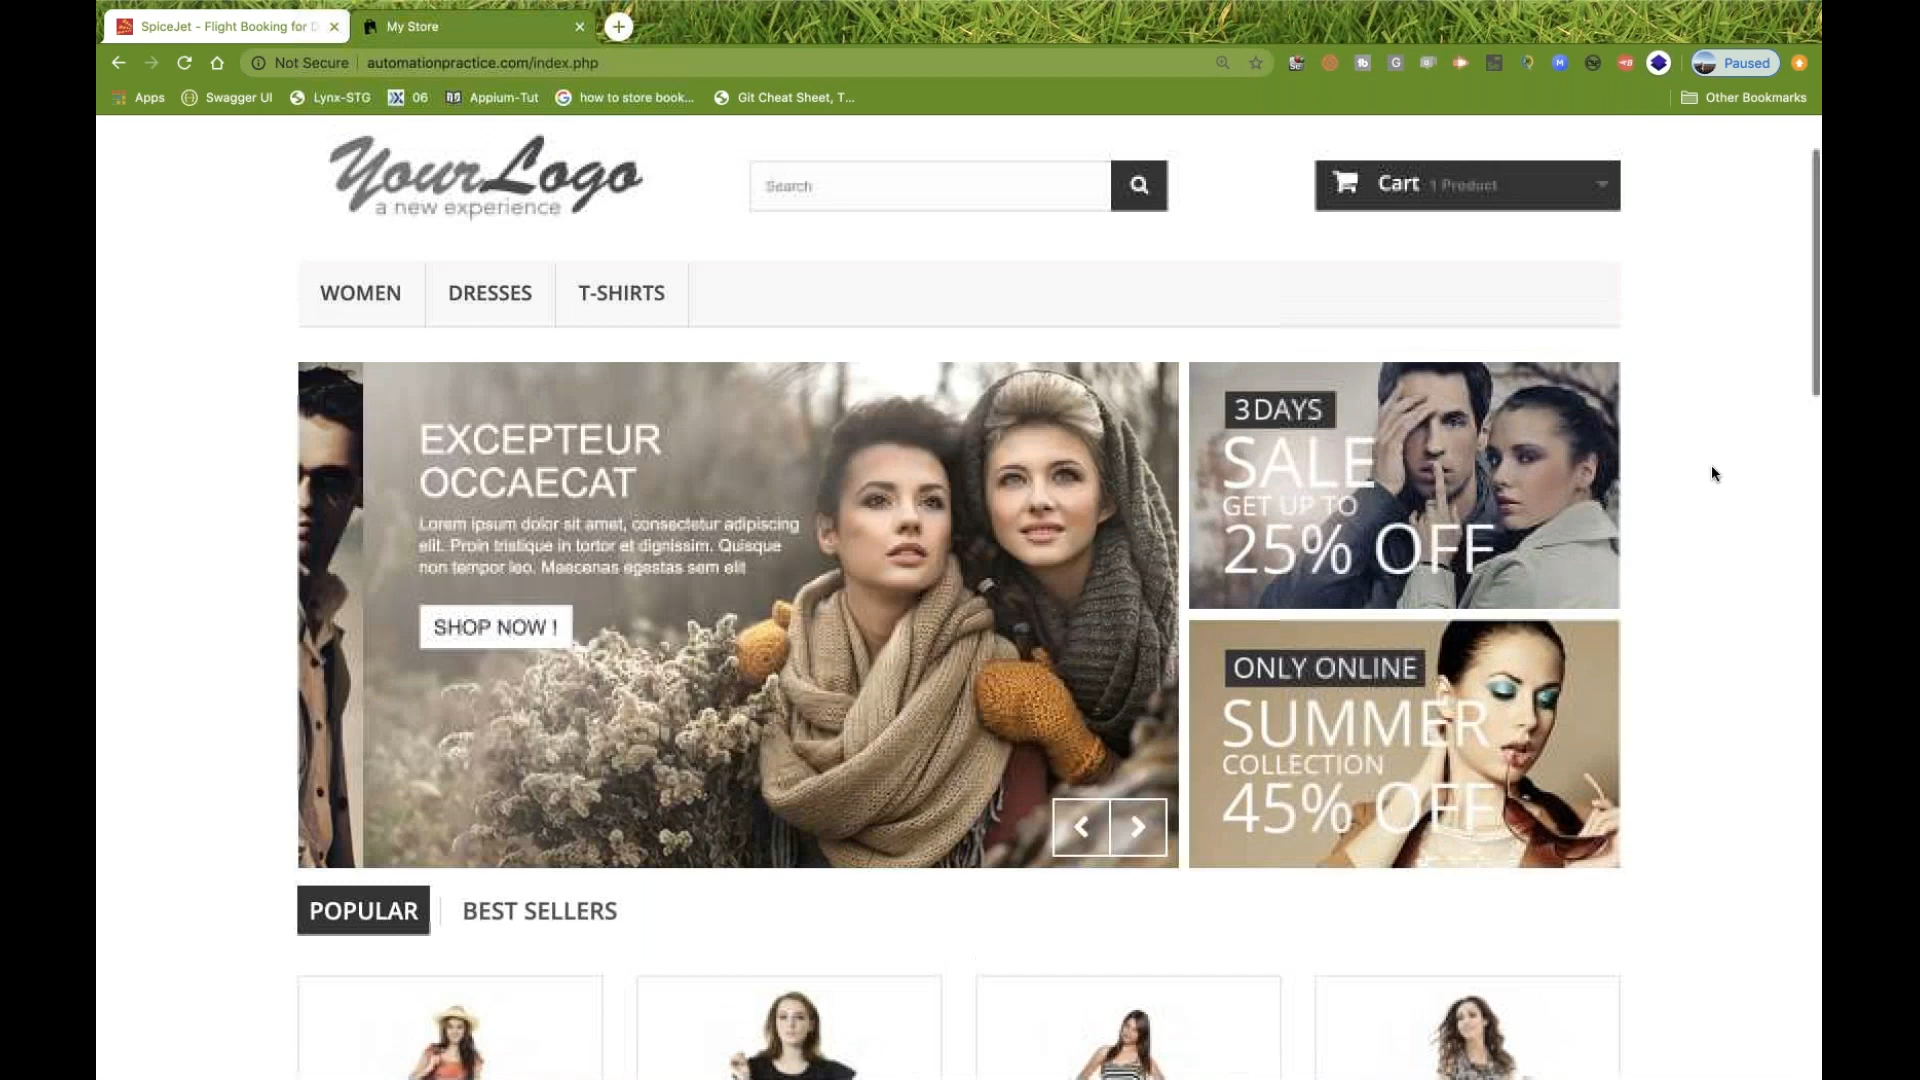 SpiceJet - Flight Booking for D
My Store
Not Secure
automationpractice.com/index.php
Paused
Apps
Swagger UI
Lynx-STG
06
Appium-Tut
how to store book...
Git Cheat Sheet, T...
Other Bookmarks
YourLogo
a new experience
Search
Cart 1 Product
WOMEN
DRESSES
T-SHIRTS
EXCEPTEUR
OCCAECAT
Lorem ipsum dolor sit amet, consectetur adipiscing
elit. Proin tristique in tortor et dignissim. Quisque
non tempor leo. Maecenas egestas sem elit
SHOP NOW !
3 DAYS
SALE
GET UP TO
25% OFF
ONLY ONLINE
SUMMER
COLLECTION
45% OFF
POPULAR
BEST SELLERS